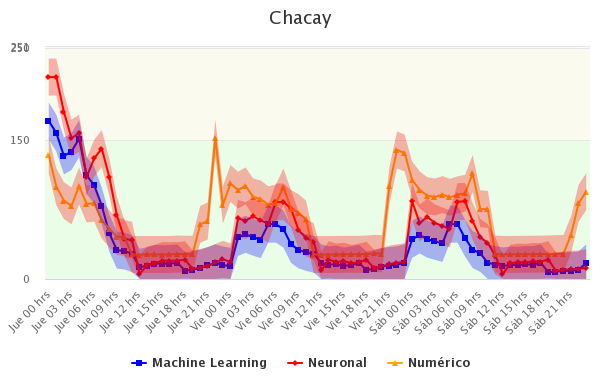 Chacay
150
0
Jue 00 hrs
Jue 03 hrs
Jue 06 hrs
Jue 09 hrs
Jue 12 hrs
Jue 15 hrs
Jue 18 hrs
Jue 21 hrs
Vie 00 hrs
Vie 03 hrs
Vie 06 hrs
Vie 09 hrs
Vie 12 hrs
Vie 15 hrs
Vie 18 hrs
Vie 21 hrs
Sáb 00 hrs
Sáb 03 hrs
Sáb 06 hrs
Sáb 09 hrs
Sáb 12 hrs
Sáb 15 hrs
Sáb 18 hrs
Sáb 21 hrs
Machine Learning Neuronal Numérico